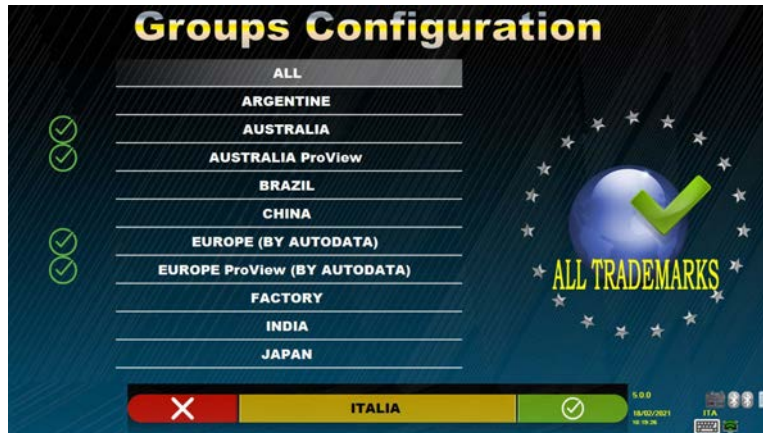 Groups Configuration
ALL
ARGENTINE
AUSTRALIA
AUSTRALIA ProView
BRAZIL
CHINA
EUROPE (BY AUTODATA)
EUROPE ProView (BY AUTODATA)
FACTORY
INDIA
JAPAN
ALL TRADEMARKS
ITALIA
5.0.0
18/02/2021
ITA